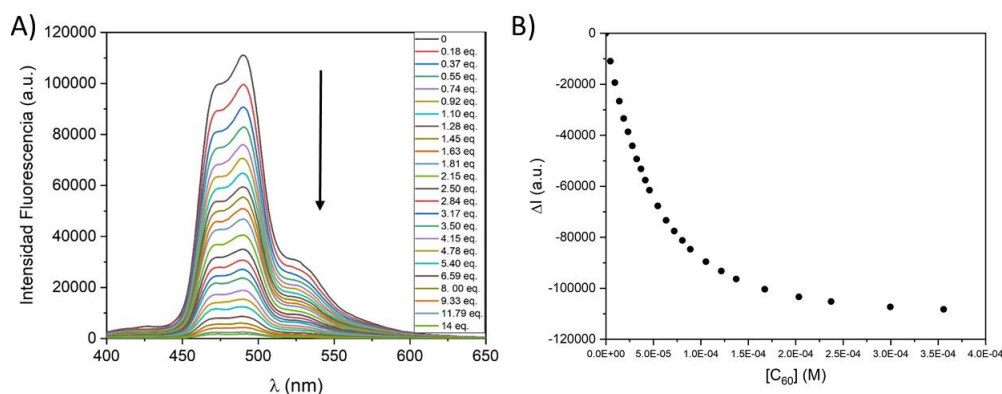 A)
120000
100000
80000
60000
40000
20000
0
Intensidad Fluorescencia (a.u.)
400
450
500
550
600
650
λ (nm)
0
0.18 eq.
0.37 eq.
0.55 eq.
0.74 eq.
0.92 eq.
1.10 eq.
1.28 eq.
1.45 eq.
1.63 eq.
1.81 eq.
2.15 eq.
2.50 eq.
2.84 eq.
3.17 eq.
3.50 eq.
4.15 eq.
4.78 eq.
5.40 eq.
6.59 eq.
8. 00 eq.
9.33 eq.
11.79 eq.
14 eq.
B)
0
-20000
-40000
-60000
-80000
-100000
-120000
ΔI (a.u.)
0.0E+00
5.0E-05
1.0E-04
1.5E-04
2.0E-04
2.5E-04
3.0E-04
3.5E-04
4.0E-04
[C₆₀] (M)